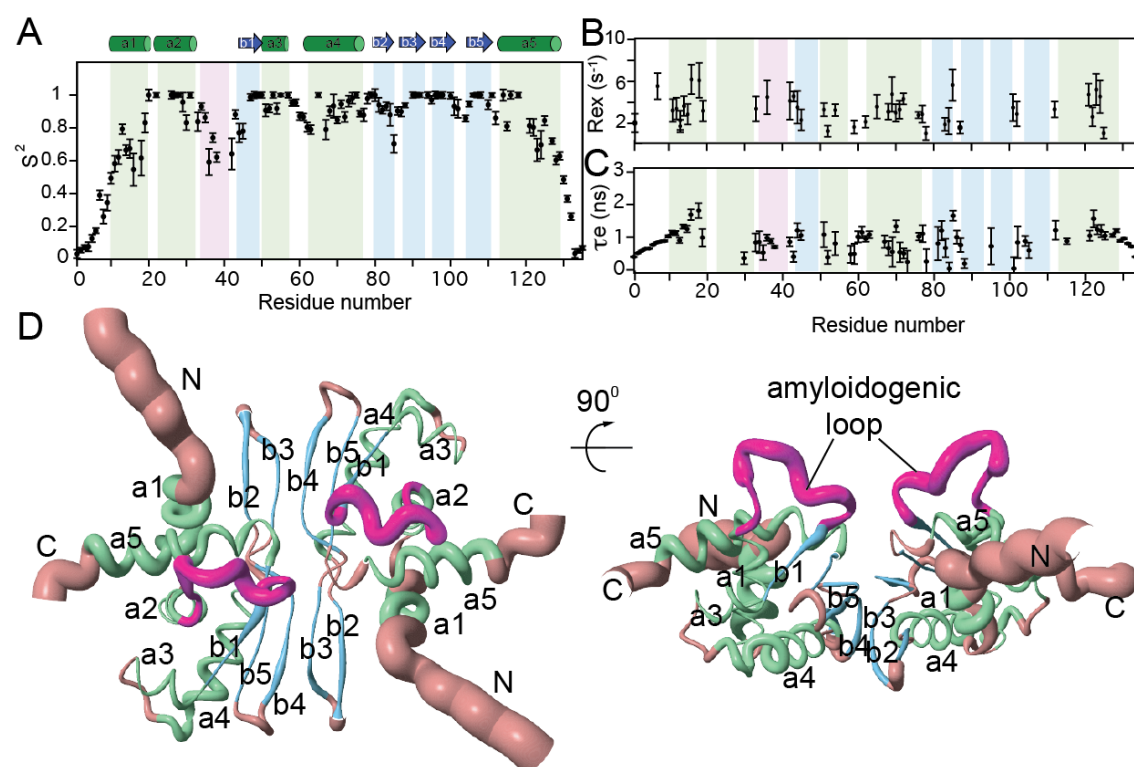 A
a1 a2 b1 a3 a4 b2 b3 b4 b5 a5
S2
1
0.8
0.6
0.4
0.2
0
0 20 40 60 80 100 120
Residue number
B
Rex (s-1)
10
6
4
2
C
τe (ns)
3
2
1
0
0 20 40 60 80 100 120
Residue number
D
N
a1
C
a5
a2
a3
b1
b5
b4
b3
b2
b4
b5
b1
a4
a3
a2
C
a5
a1
b2
b3
N
900
amyloidogenic
loop
N
a5
C
a1
b1
a3
b5
b4
a4
b3
b2
a5
N
a1
C
a4